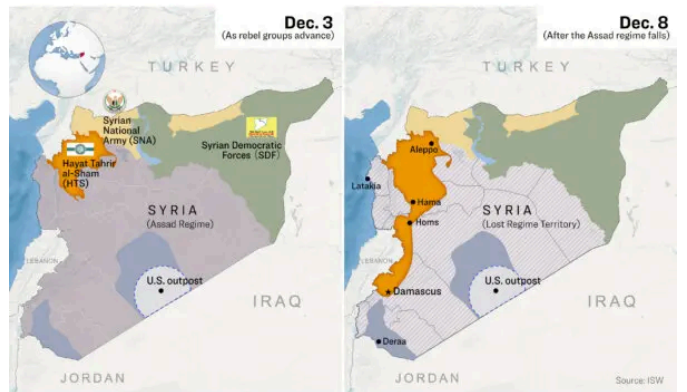 Dec. 3
(As rebel groups advance)
TURKEY
Syrian
National
Army (SNA)
Syrian Democratic
Forces (SDF)
Hayat Tahrir
al-Sham
(HTS)
SYRIA
(Assad Regime)
LEBANON
U.S. outpost
IRAQ
JORDAN
Dec. 8
(After the Assad regime falls)
TURKEY
Aleppo
Latakia
Hama
Homs
SYRIA
(Lost Regime Territory)
LEBANON
U.S. outpost
Damascus
IRAQ
Deraa
JORDAN
Source: ISW